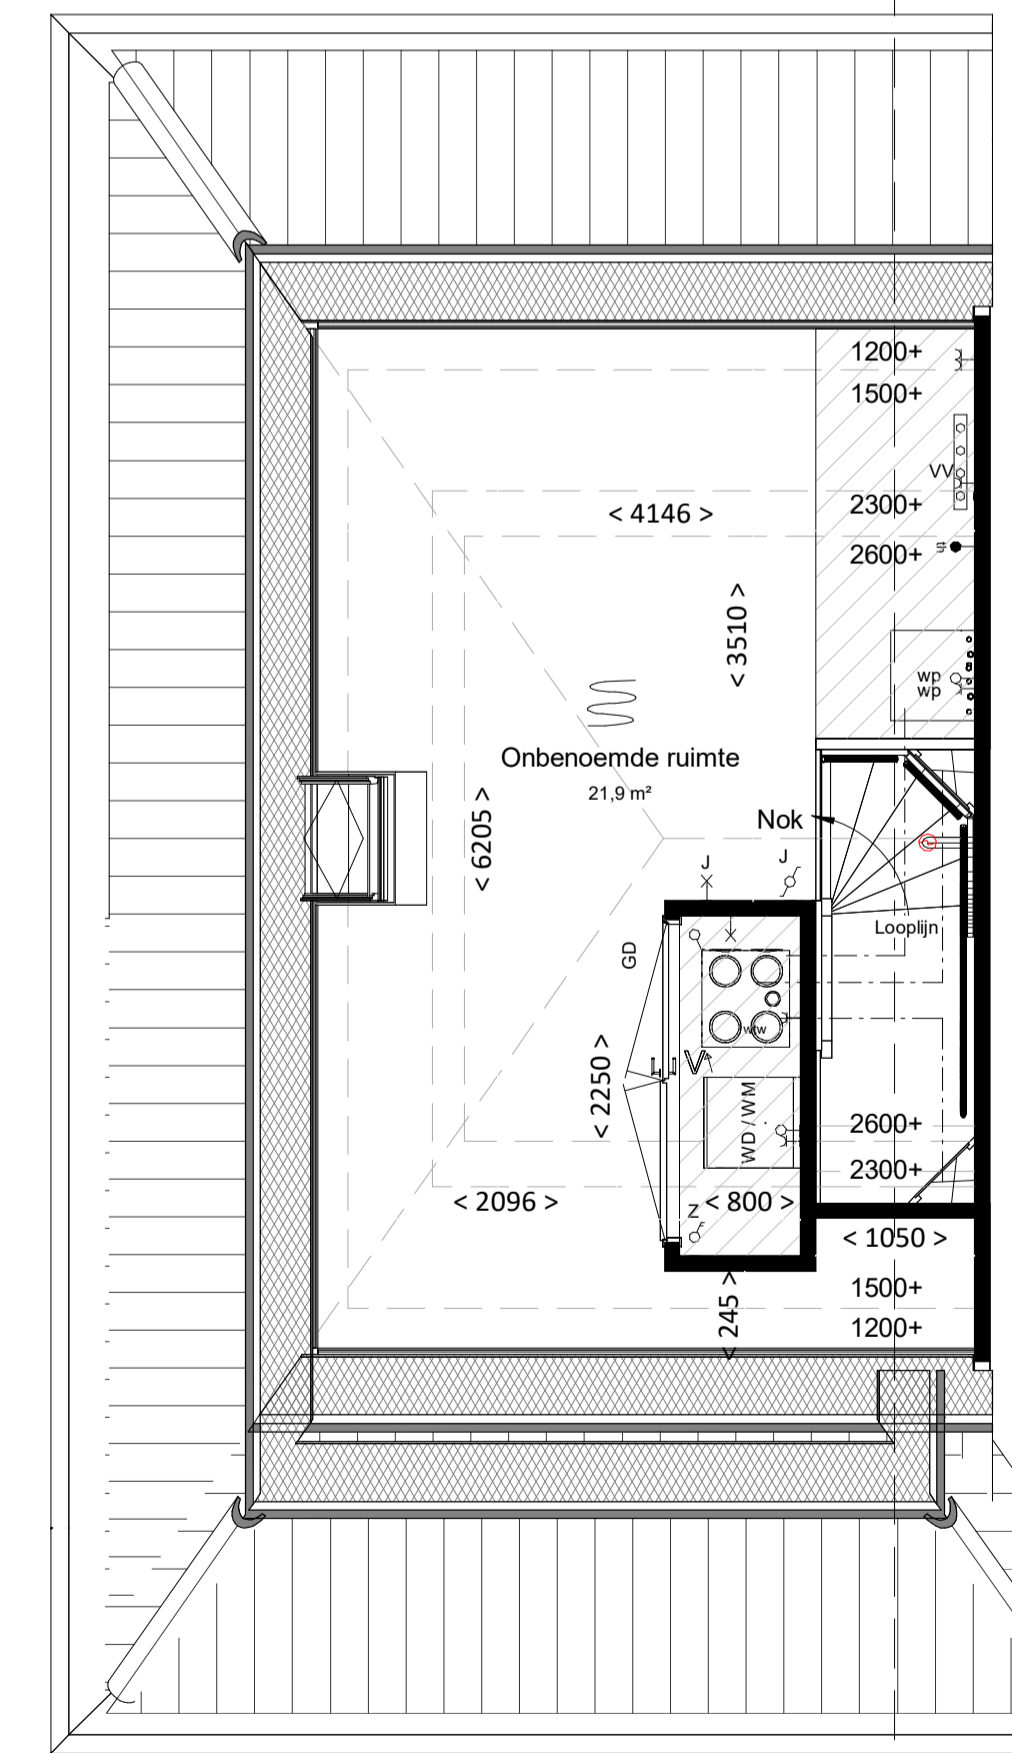 1200+
1500+
VV
2300+
< 4146 >
2600+
< 3510 >
wp
wp
Onbenoemde ruimte
21,9 m²
< 6205 >
Nok
J
J
Looplijn
GD
wtw
< 2250 >
V
WD / WM
2600+
2300+
< 2096 >
Z
< 800 >
< 1050 >
1500+
< 245 >
1200+